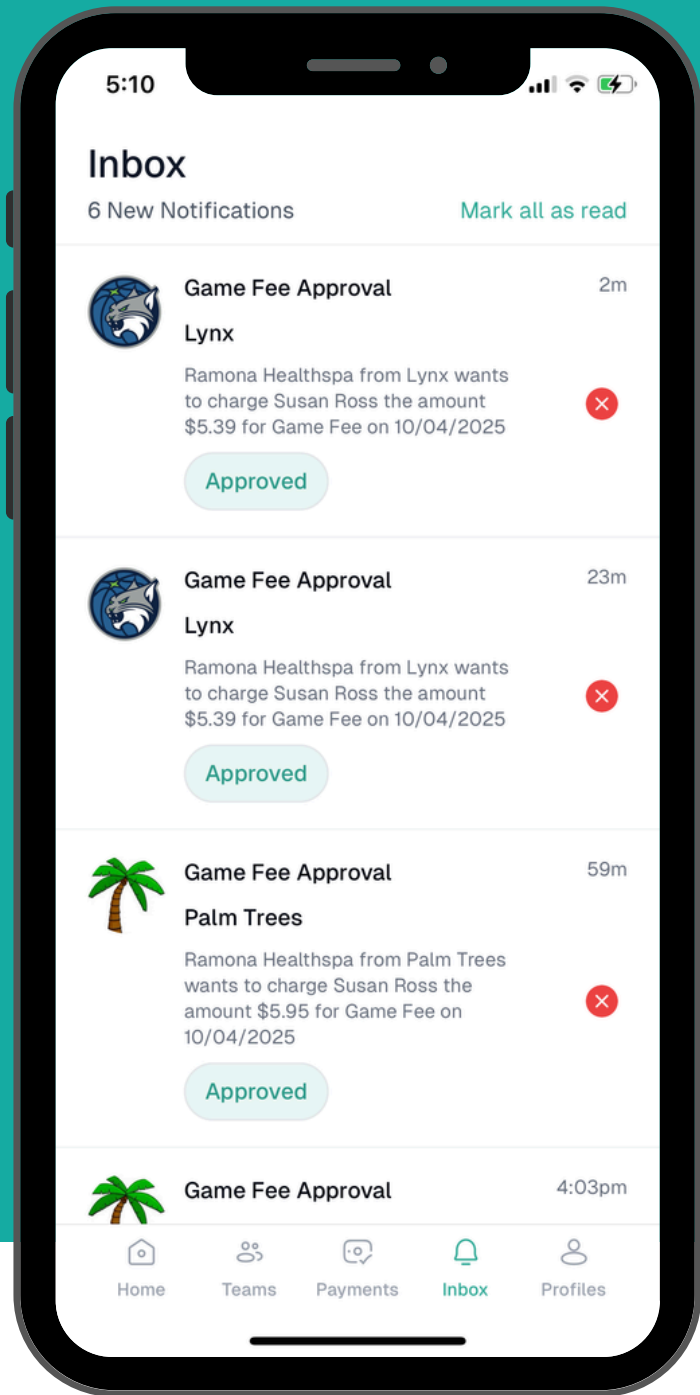 5:10
Inbox
6 New Notifications
Mark all as read
Game Fee Approval
2m
Lynx
Ramona Healthspa from Lynx wants
to charge Susan Ross the amount
$5.39 for Game Fee on 10/04/2025
Approved
Game Fee Approval
23m
Lynx
Ramona Healthspa from Lynx wants
to charge Susan Ross the amount
$5.39 for Game Fee on 10/04/2025
Approved
Game Fee Approval
59m
Palm Trees
Ramona Healthspa from Palm Trees
wants to charge Susan Ross the
amount $5.95 for Game Fee on
10/04/2025
Approved
Game Fee Approval
4:03pm
Home
Teams
Payments
Inbox
Profiles